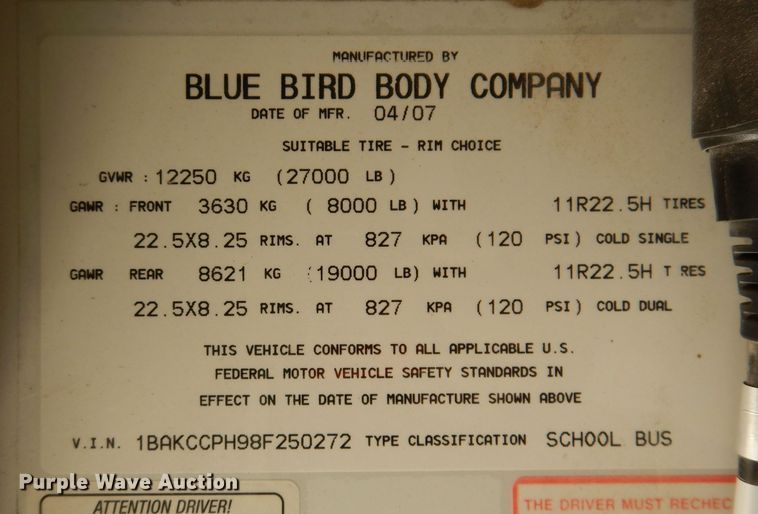 MANUFACTURED BY
BLUE BIRD BODY COMPANY
DATE OF MFR. 04/07
SUITABLE TIRE - RIM CHOICE
GVWR : 12250 KG (27000 LB)
GAWR : FRONT 3630 KG ( 8000 LB) WITH 11R22.5H TIRES
22.5X8.25 RIMS. AT 827 KPA (120 PSI) COLD SINGLE
GAWR REAR 8621 KG (19000 LB) WITH 11R22.5H T RES
22.5X8.25 RIMS. AT 827 KPA (120 PSI) COLD DUAL
THIS VEHICLE CONFORMS TO ALL APPLICABLE U.S.
FEDERAL MOTOR VEHICLE SAFETY STANDARDS IN
EFFECT ON THE DATE OF MANUFACTURE SHOWN ABOVE
V.I.N. 1BAKCCPH98F250272 TYPE CLASSIFICATION SCHOOL BUS
Purple Wave Auction
ATTENTION DRIVER!
THE DRIVER MUST RECHEC